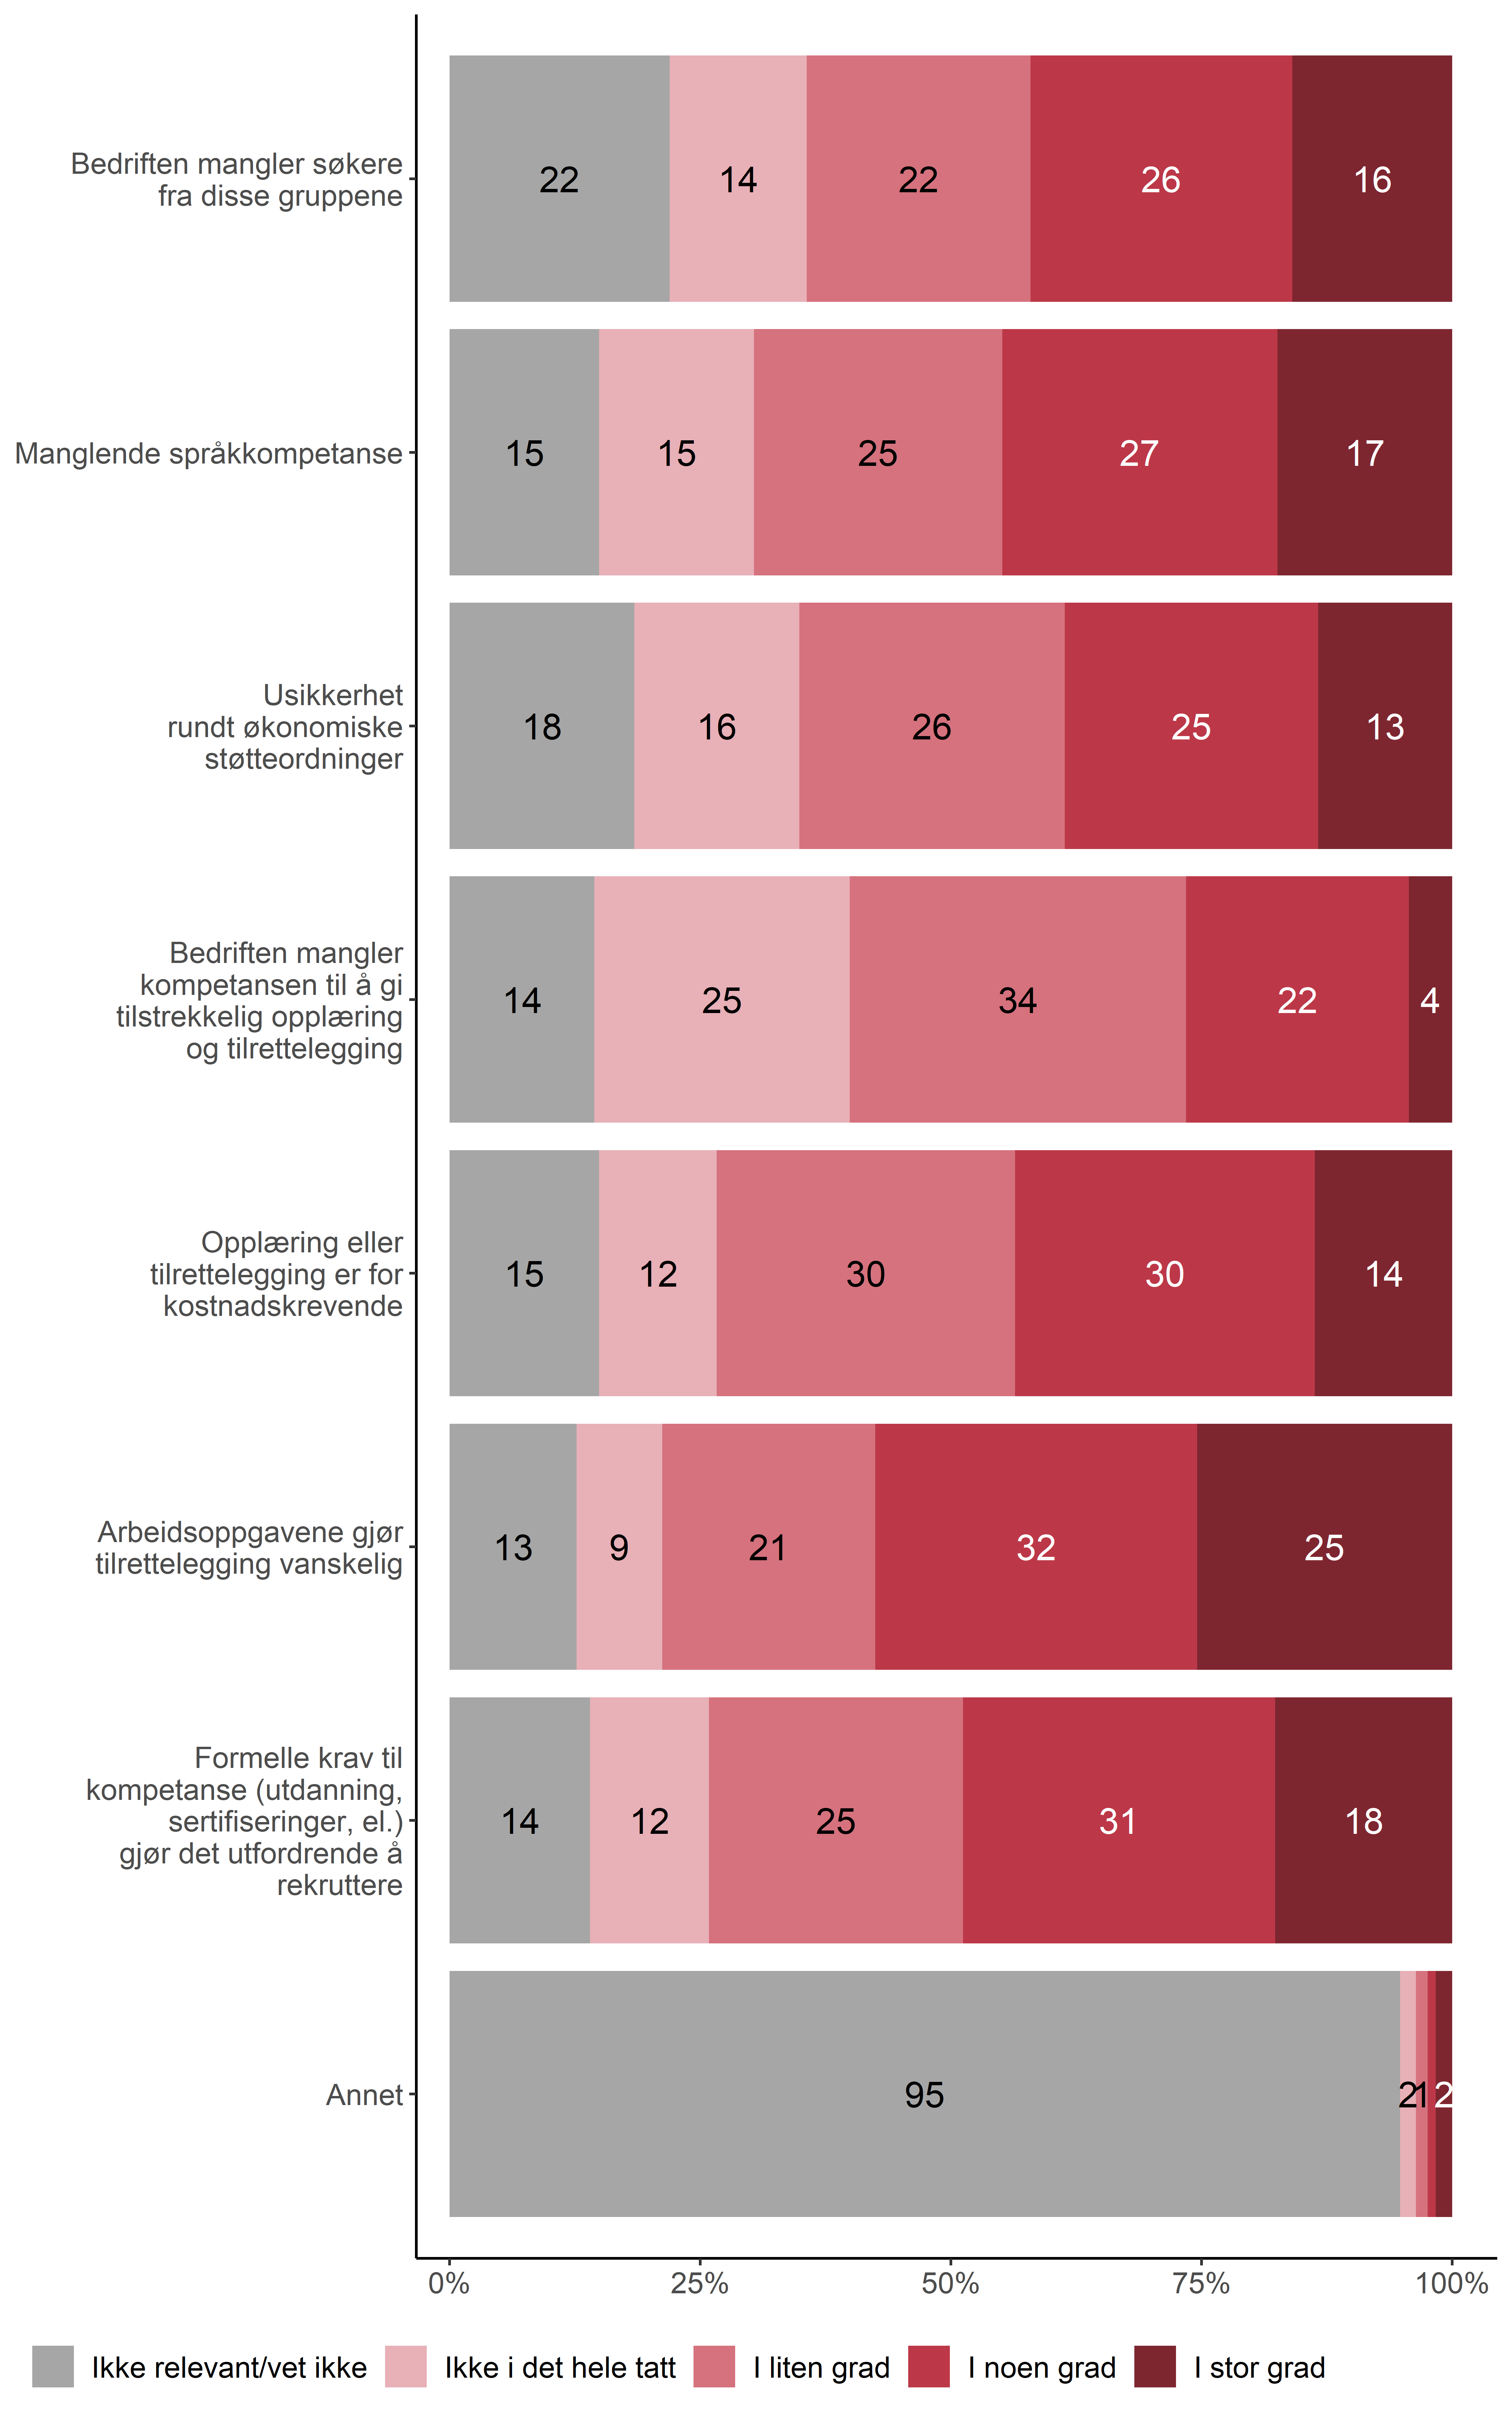 Bedriften mangler søkere
fra disse gruppene
22 14 22 26 16
Manglende språkkompetanse
15 15 25 27 17
Usikkerhet
rundt økonomiske
støtteordninger
18 16 26 25 13
Bedriften mangler
kompetansen til å gi
tilstrekkelig opplæring
og tilrettelegging
14 25 34 22 4
Opplæring eller
tilrettelegging er for
kostnadskrevende
15 12 30 30 14
Arbeidsoppgavene gjør
tilrettelegging vanskelig
13 9 21 32 25
Formelle krav til
kompetanse (utdanning,
sertifiseringer, el.)
gjør det utfordrende å
rekruttere
14 12 25 31 18
Annet
95 2 1 2
0% 25% 50% 75% 100%
Ikke relevant/vet ikke Ikke i det hele tatt I liten grad I noen grad I stor grad